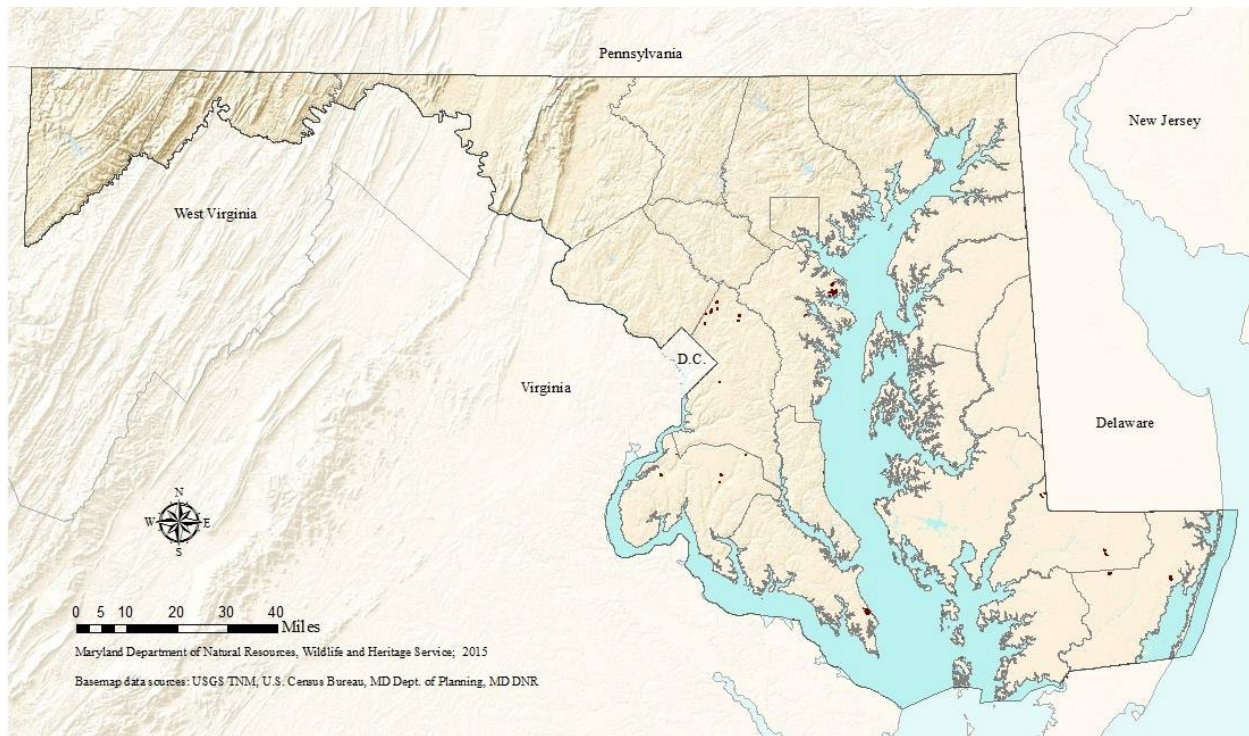 Pennsylvania
New Jersey
West Virginia
D.C.
Virginia
Delaware
N
W E
S
0 5 10 20 30 40
Miles
Maryland Department of Natural Resources, Wildlife and Heritage Service; 2015
Basemap data sources: USGS TNM, U.S. Census Bureau, MD Dept. of Planning, MD DNR